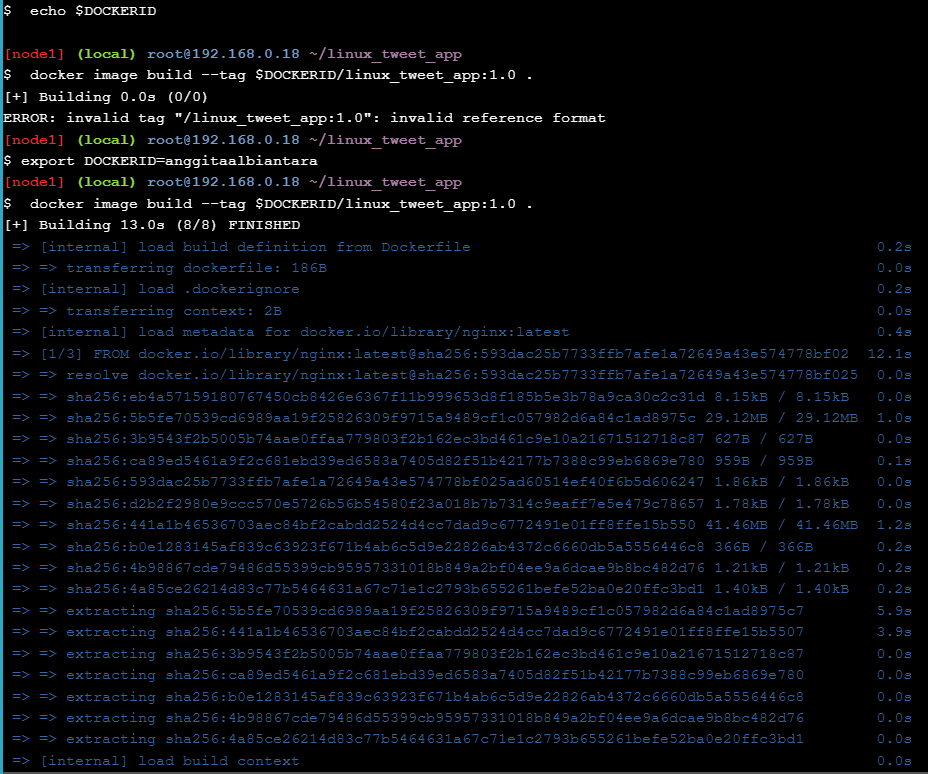 $  echo $DOCKERID
[node1] (local) root@192.168.0.18 ~/linux_tweet_app
$  docker image build --tag $DOCKERID/linux_tweet_app:1.0 .
[+] Building 0.0s (0/0)
ERROR: invalid tag "/linux_tweet_app:1.0": invalid reference format
[node1] (local) root@192.168.0.18 ~/linux_tweet_app
$ export DOCKERID=anggitaalbiantara
[node1] (local) root@192.168.0.18 ~/linux_tweet_app
$  docker image build --tag $DOCKERID/linux_tweet_app:1.0 .
[+] Building 13.0s (8/8) FINISHED
=> [internal] load build definition from Dockerfile 0.2s
=> => transferring dockerfile: 186B 0.0s
=> [internal] load .dockerignore 0.2s
=> => transferring context: 2B 0.0s
=> [internal] load metadata for docker.io/library/nginx:latest 0.4s
=> [1/3] FROM docker.io/library/nginx:latest@sha256:593dac25b7733ffb7afe1a72649a43e574778bf02 12.1s
=> => resolve docker.io/library/nginx:latest@sha256:593dac25b7733ffb7afe1a72649a43e574778bf025 0.0s
=> => sha256:eb4a57159180767450cb8426e6367f11b999653d8f185b5e3b78a9ca30c2c31d 8.15kB / 8.15kB 0.0s
=> => sha256:5b5fe70539cd6989aa19f25826309f9715a9489cf1c057982d6a84c1ad8975c 29.12MB / 29.12MB 1.0s
=> => sha256:3b9543f2b5005b74aae0ffaa779803f2b162ec3bd461c9e10a21671512718c87 627B / 627B 0.0s
=> => sha256:ca89ed5461a9f2c681ebd39ed6583a7405d82f51b42177b7388c99eb6869e780 959B / 959B 0.1s
=> => sha256:593dac25b7733ffb7afe1a72649a43e574778bf025ad60514ef40f6b5d606247 1.86kB / 1.86kB 0.0s
=> => sha256:d2b2f2980e9ccc570e5726b56b54580f23a018b7b7314c9eaff7e5e479c78657 1.78kB / 1.78kB 0.0s
=> => sha256:441a1b46536703aec84bf2cabdd2524d4cc7dad9c6772491e01ff8ffe15b550 41.46MB / 41.46MB 1.2s
=> => sha256:b0e1283145af839c63923f671b4ab6c5d9e22826ab4372c6660db5a5556446c8 366B / 366B 0.2s
=> => sha256:4b98867cde79486d55399cb95957331018b849a2bf04ee9a6dcae9b8bc482d76 1.21kB / 1.21kB 0.2s
=> => sha256:4a85ce26214d83c77b5464631a67c71e1c2793b655261befe52ba0e20ffc3bd1 1.40kB / 1.40kB 0.2s
=> => extracting sha256:5b5fe70539cd6989aa19f25826309f9715a9489cf1c057982d6a84c1ad8975c7 5.9s
=> => extracting sha256:441a1b46536703aec84bf2cabdd2524d4cc7dad9c6772491e01ff8ffe15b5507 3.9s
=> => extracting sha256:3b9543f2b5005b74aae0ffaa779803f2b162ec3bd461c9e10a21671512718c87 0.0s
=> => extracting sha256:ca89ed5461a9f2c681ebd39ed6583a7405d82f51b42177b7388c99eb6869e780 0.0s
=> => extracting sha256:b0e1283145af839c63923f671b4ab6c5d9e22826ab4372c6660db5a5556446c8 0.0s
=> => extracting sha256:4b98867cde79486d55399cb95957331018b849a2bf04ee9a6dcae9b8bc482d76 0.0s
=> => extracting sha256:4a85ce26214d83c77b5464631a67c71e1c2793b655261befe52ba0e20ffc3bd1 0.0s
=> [internal] load build context 0.0s